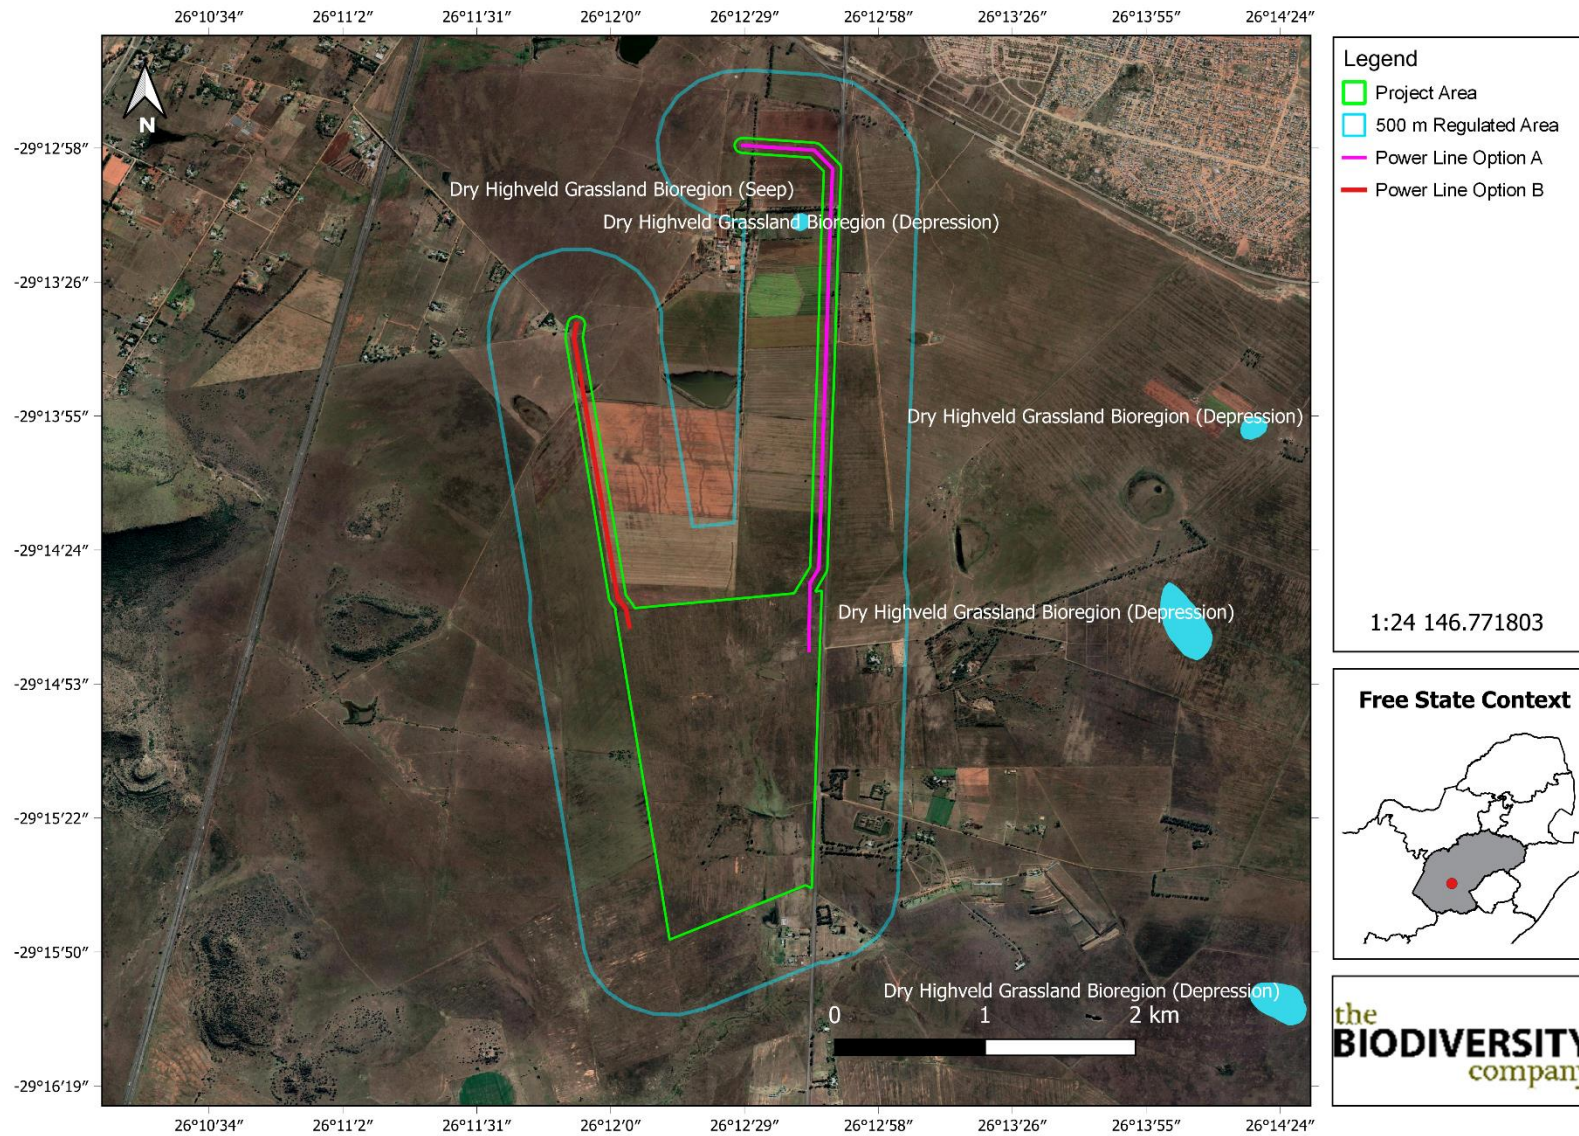 26°10′34″ 26°11′2″ 26°11′31″ 26°12′0″ 26°12′29″ 26°12′58″ 26°13′26″ 26°13′55″ 26°14′24″
N
-29°12′58″
-29°13′26″
-29°13′55″
-29°14′24″
-29°14′53″
-29°15′22″
-29°15′50″
-29°16′19″
Dry Highveld Grassland Bioregion (Seep)
Dry Highveld Grassland Bioregion (Depression)
Dry Highveld Grassland Bioregion (Depression)
Dry Highveld Grassland Bioregion (Depression)
Dry Highveld Grassland Bioregion (Depression)
0 1 2 km
26°10′34″ 26°11′2″ 26°11′31″ 26°12′0″ 26°12′29″ 26°12′58″ 26°13′26″ 26°13′55″ 26°14′24″
Legend
Project Area
500 m Regulated Area
Power Line Option A
Power Line Option B
1:24 146.771803
Free State Context
the
BIODIVERSITY
company